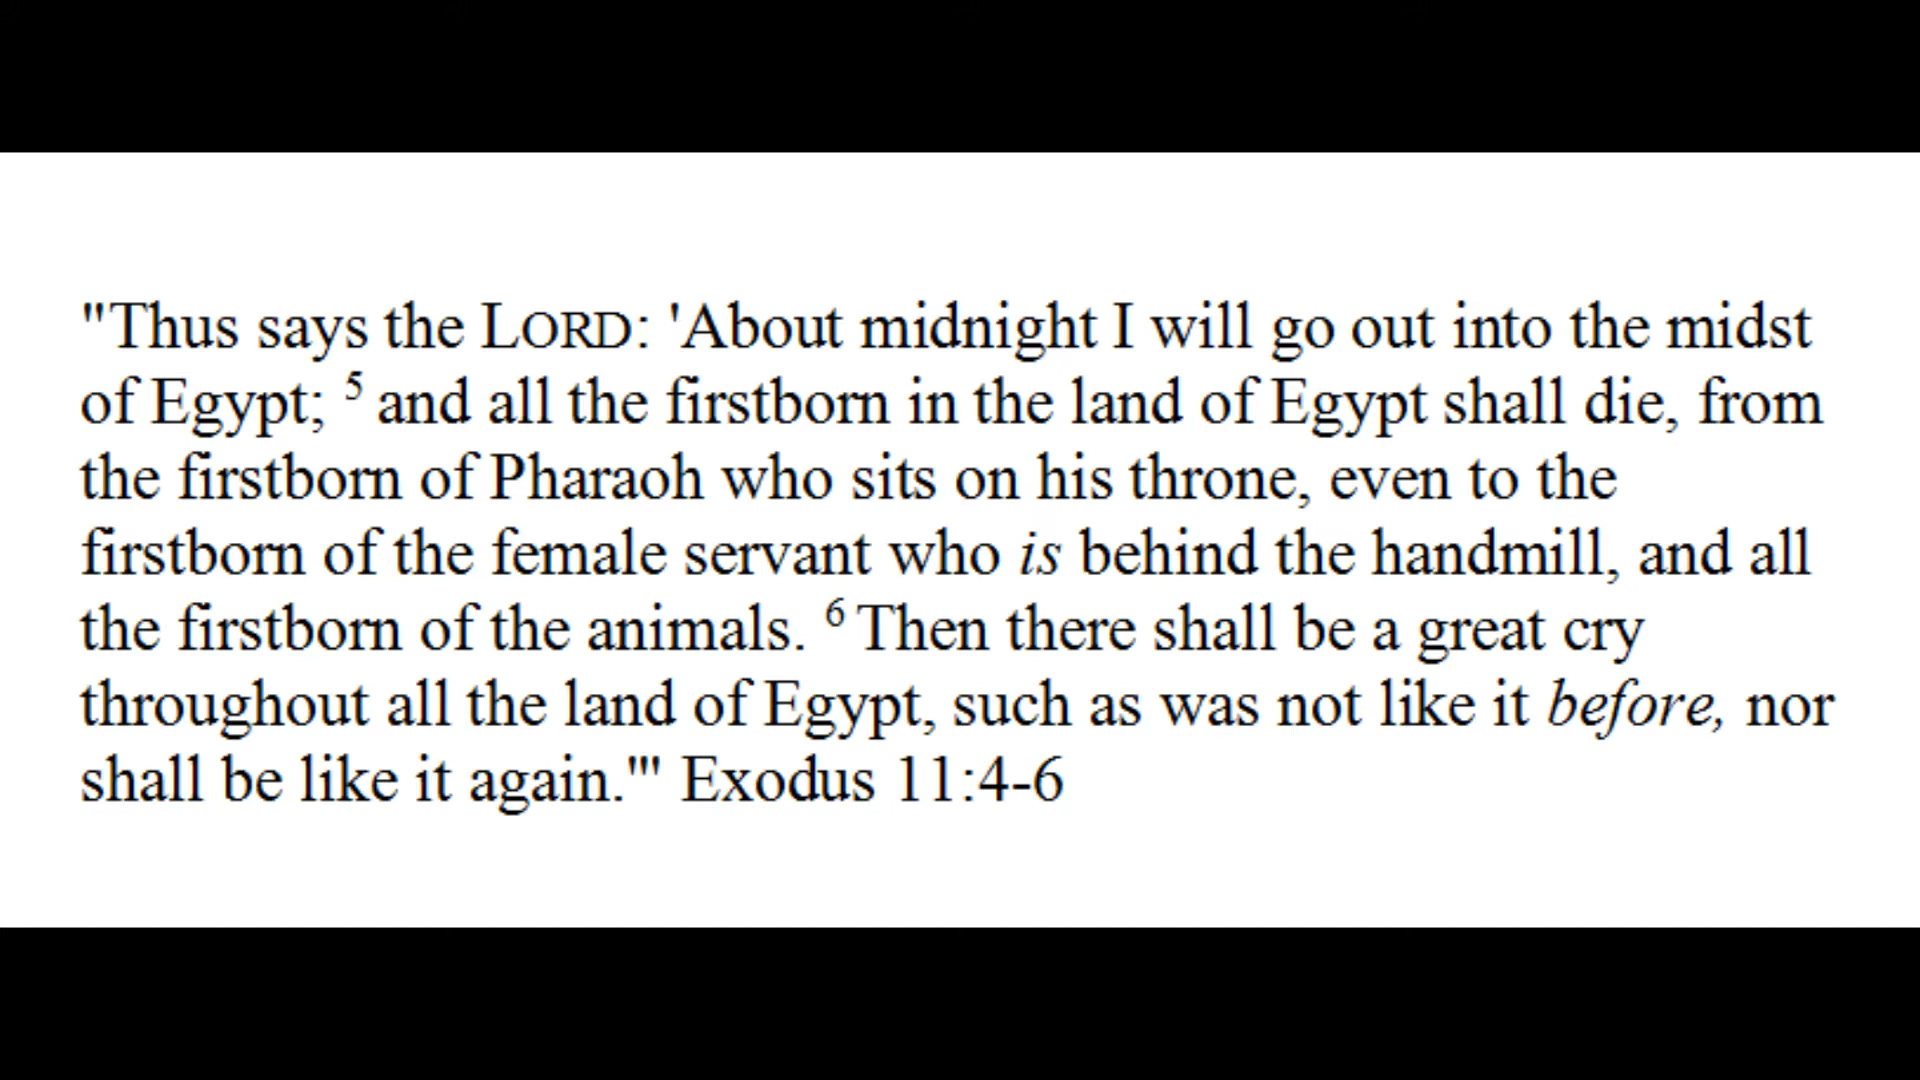 "Thus says the LORD: 'About midnight I will go out into the midst
of Egypt; 5 and all the firstborn in the land of Egypt shall die, from
the firstborn of Pharaoh who sits on his throne, even to the
firstborn of the female servant who is behind the handmill, and all
the firstborn of the animals. 6 Then there shall be a great cry
throughout all the land of Egypt, such as was not like it before, nor
shall be like it again.'" Exodus 11:4-6